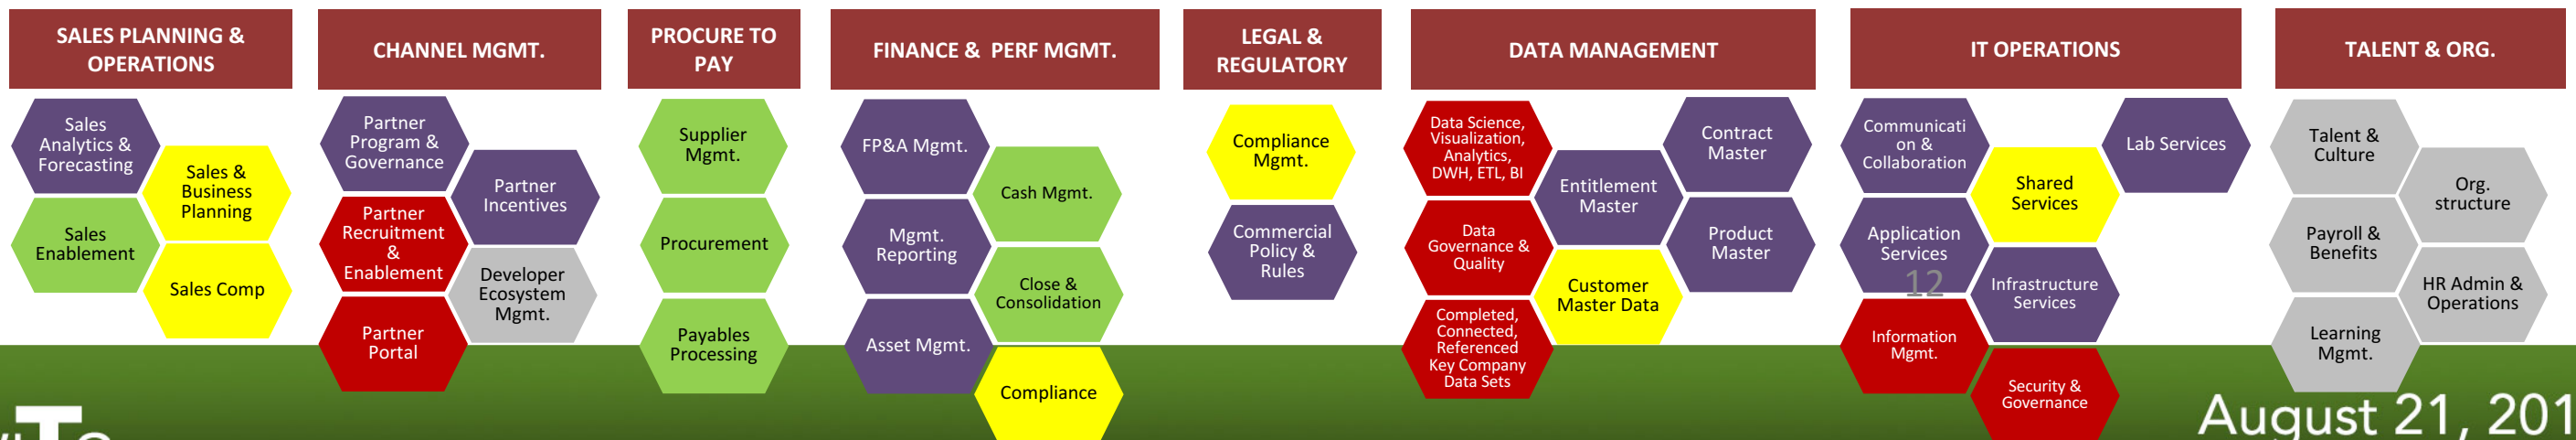 SALES PLANNING &
OPERATIONS
Sales
Analytics &
Forecasting
Sales &
Business
Planning
Sales
Enablement
Sales Comp
CHANNEL MGMT.
Partner
Program &
Governance
Partner
Incentives
Partner
Recruitment
&
Enablement
Developer
Ecosystem
Mgmt.
Partner
Portal
PROCURE TO
PAY
Supplier
Mgmt.
Procurement
Payables
Processing
FINANCE & PERF MGMT.
FP&A Mgmt.
Cash Mgmt.
Mgmt.
Reporting
Close &
Consolidation
Asset Mgmt.
Compliance
LEGAL &
REGULATORY
Compliance
Mgmt.
Commercial
Policy &
Rules
DATA MANAGEMENT
Data Science,
Visualization,
Analytics,
DWH, ETL, BI
Entitlement
Master
Contract
Master
Data
Governance &
Quality
Customer
Master Data
Product
Master
Completed,
Connected,
Referenced
Key Company
Data Sets
IT OPERATIONS
Communicati
on &
Collaboration
Shared
Services
Lab Services
Application
Services
12
Infrastructure
Services
Information
Mgmt.
Security &
Governance
TALENT & ORG.
Talent &
Culture
Org.
structure
Payroll &
Benefits
HR Admin &
Operations
Learning
Mgmt.
August 21, 201